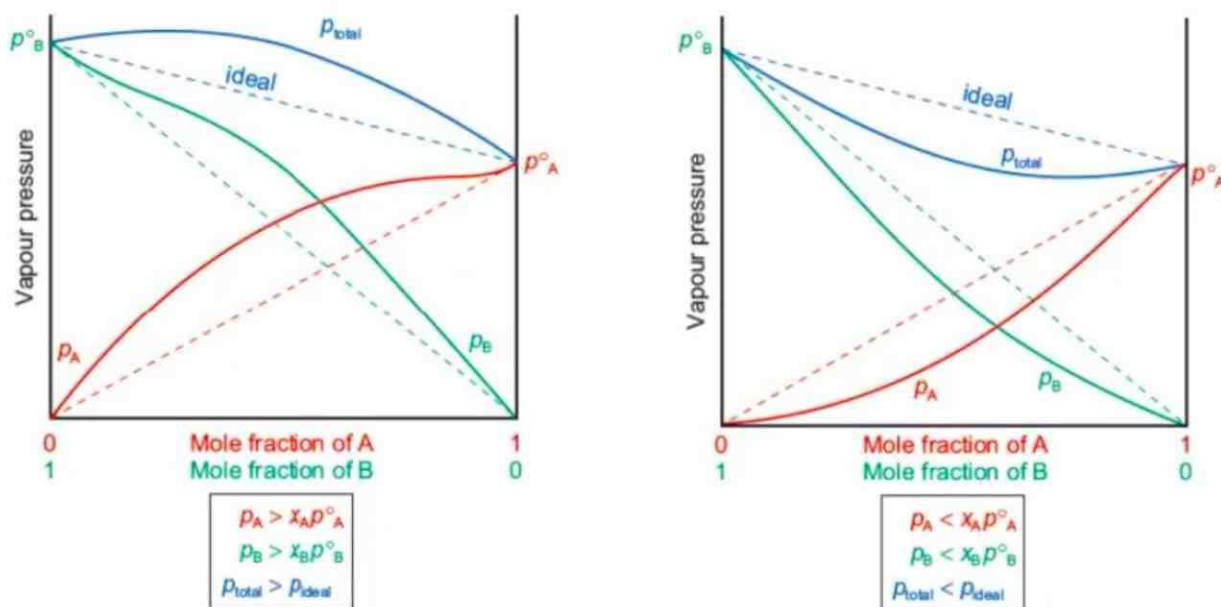 p°B
p total
ideal
p°A
Vapour pressure
pA
pB
0 Mole fraction of A 1
1 Mole fraction of B 0
pA > xAp°A
pB > xBp°B
ptotal > pideal
p°B
ideal
ptotal
p°A
Vapour pressure
pB
pA
0 Mole fraction of A 1
1 Mole fraction of B 0
pA < xAp°A
pB < xBp°B
ptotal < pideal